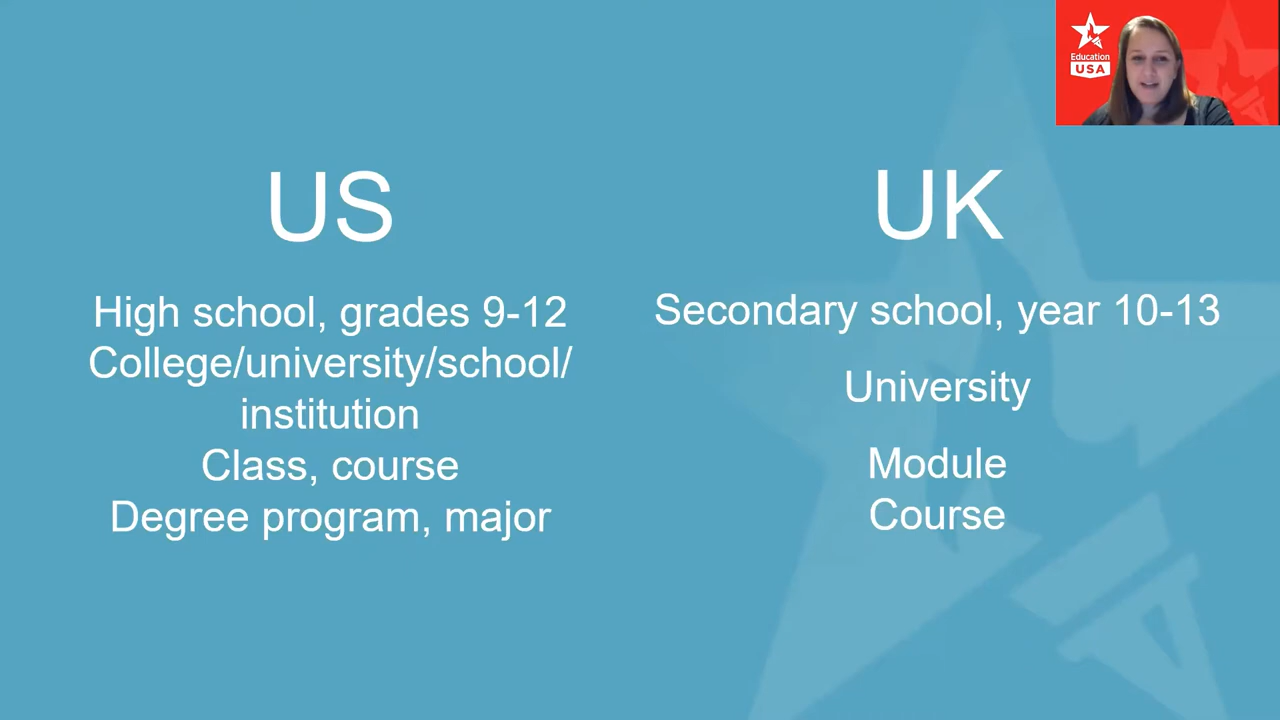 Education
USA
US
High school, grades 9-12
College/university/school/
institution
Class, course
Degree program, major
UK
Secondary school, year 10-13
University
Module
Course